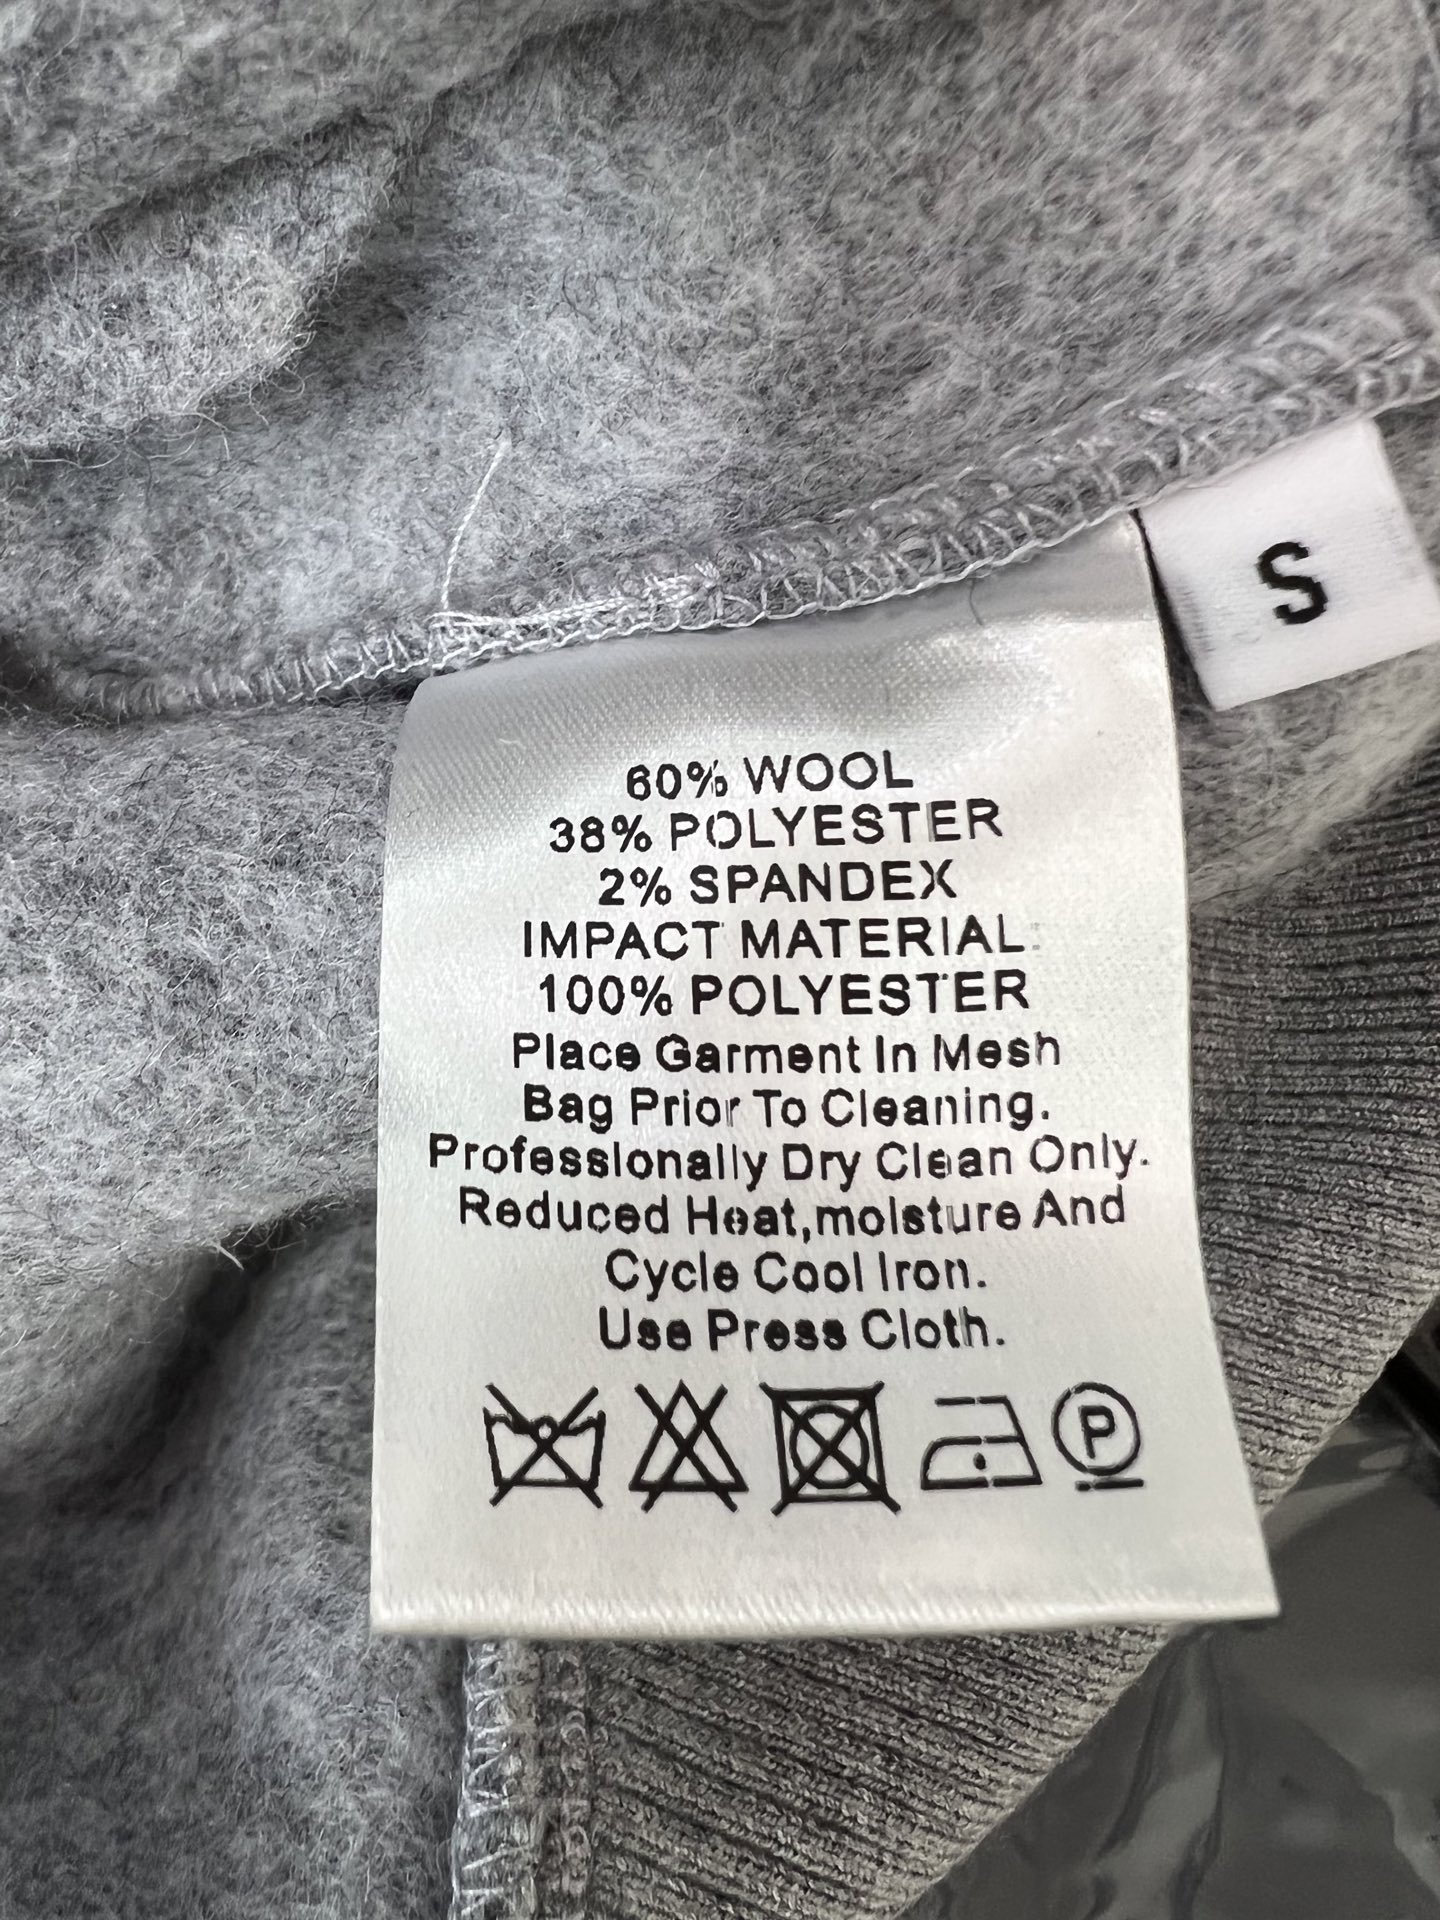 S
60% WOOL
38% POLYESTER
2% SPANDEX
IMPACT MATERIAL:
100% POLYESTER
Place Garment In Mesh
Bag Prior To Cleaning.
Professionally Dry Clean Only.
Reduced Heat,moisture And
Cycle Cool Iron.
Use Press Cloth.
P